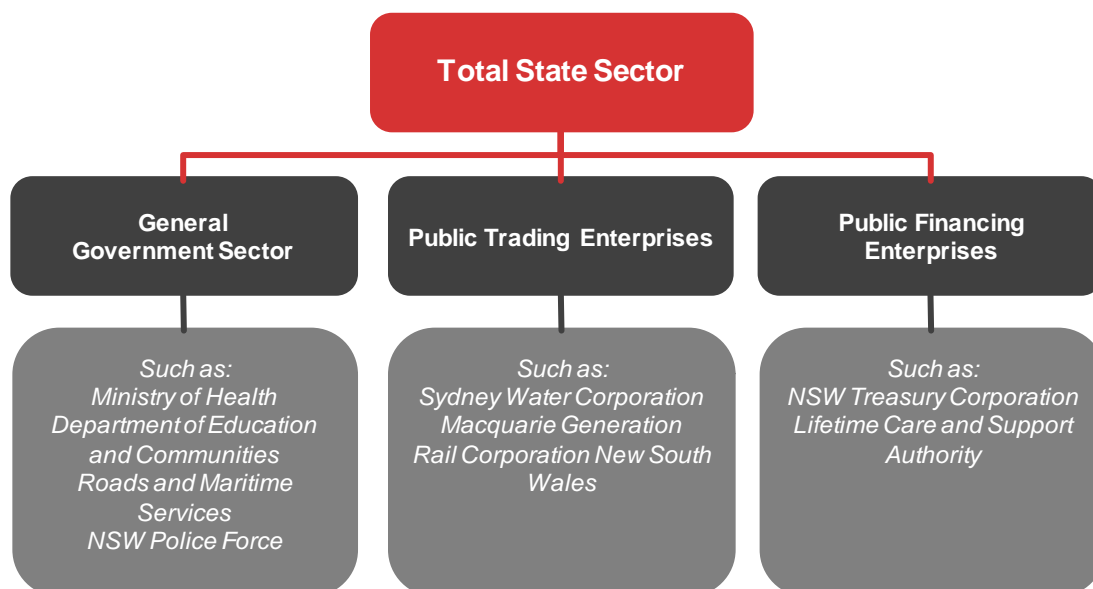 Total State Sector
General
Government Sector
Public Trading Enterprises
Public Financing
Enterprises
Such as:
Ministry of Health
Department of Education
and Communities
Roads and Maritime
Services
NSW Police Force
Such as:
Sydney Water Corporation
Macquarie Generation
Rail Corporation New South
Wales
Such as:
NSW Treasury Corporation
Lifetime Care and Support
Authority